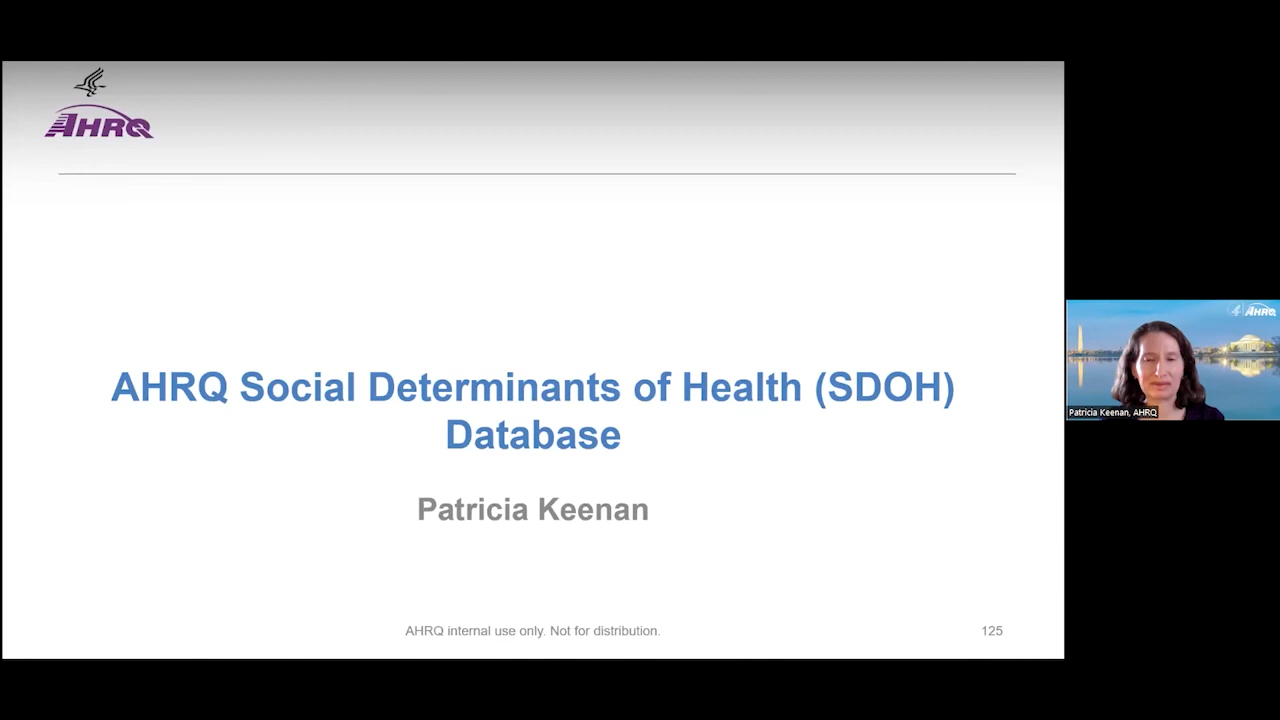 AHRQ
AHRQ Social Determinants of Health (SDOH)
Database
Patricia Keenan
AHRQ internal use only. Not for distribution.
125
AHRQ
Patricia Keenan, AHRQ